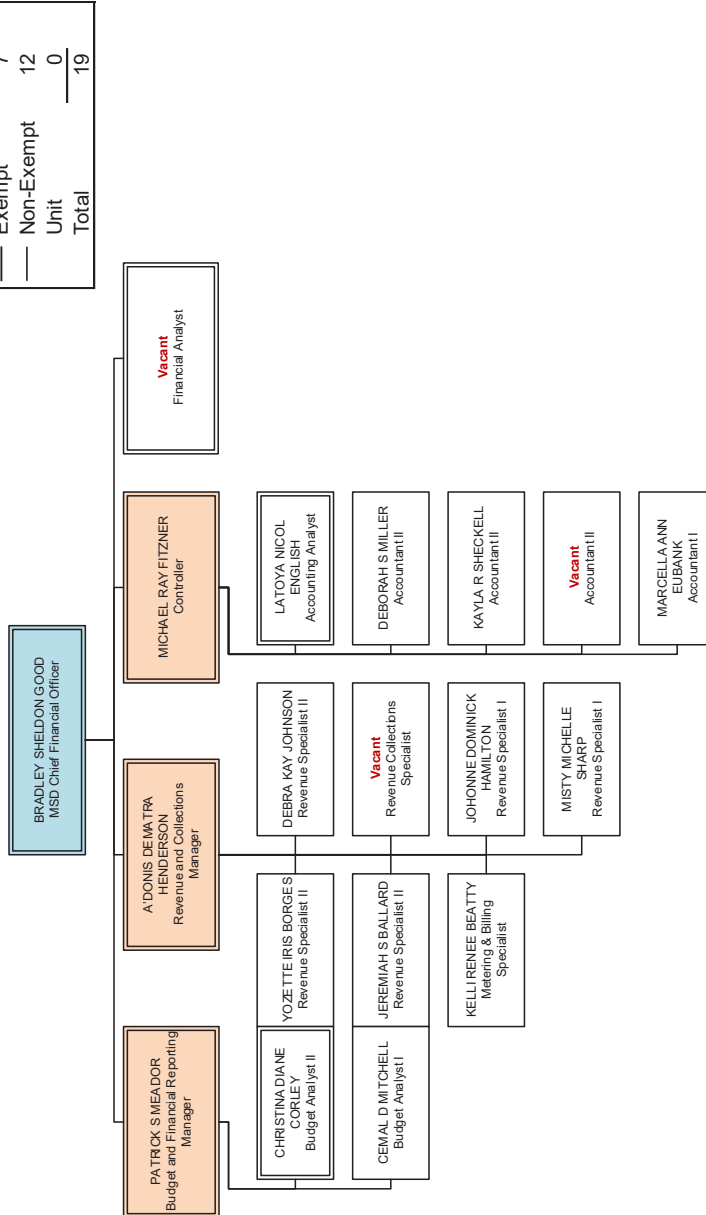 Exempt
Non-Exempt 12
Unit 0
Total 19
BRADLEY SHELDON GOOD
MSD Chief Financial Officer
PATRICK S MEADOR
Budget and Financial Reporting
Manager
A'DONIS DEMATRA
HENDERSON
Revenue and Collections
Manager
MICHAEL RAY FITZNER
Controller
Vacant
Financial Analyst
CHRISTINA DIANE
CORLEY
Budget Analyst II
CEMAL D MITCHELL
Budget Analyst I
YOZETTE IRIS BORGES
Revenue Specialist II
JEREMIAH S BALLARD
Revenue Specialist II
KELLI RENEE BEATTY
Metering & Billing
Specialist
DEBRA KAY JOHNSON
Revenue Specialist II
Vacant
Revenue Collections
Specialist
JOHONNE DOMINICK
HAMILTON
Revenue Specialist I
MISTY MICHELLE
SHARP
Revenue Specialist I
LATOYA NICOL
ENGLISH
Accounting Analyst
DEBORAH S MILLER
Accountant II
KAYLA R SHECKELL
Accountant II
Vacant
Accountant II
MARCELLA ANN
EUBANK
Accountant I